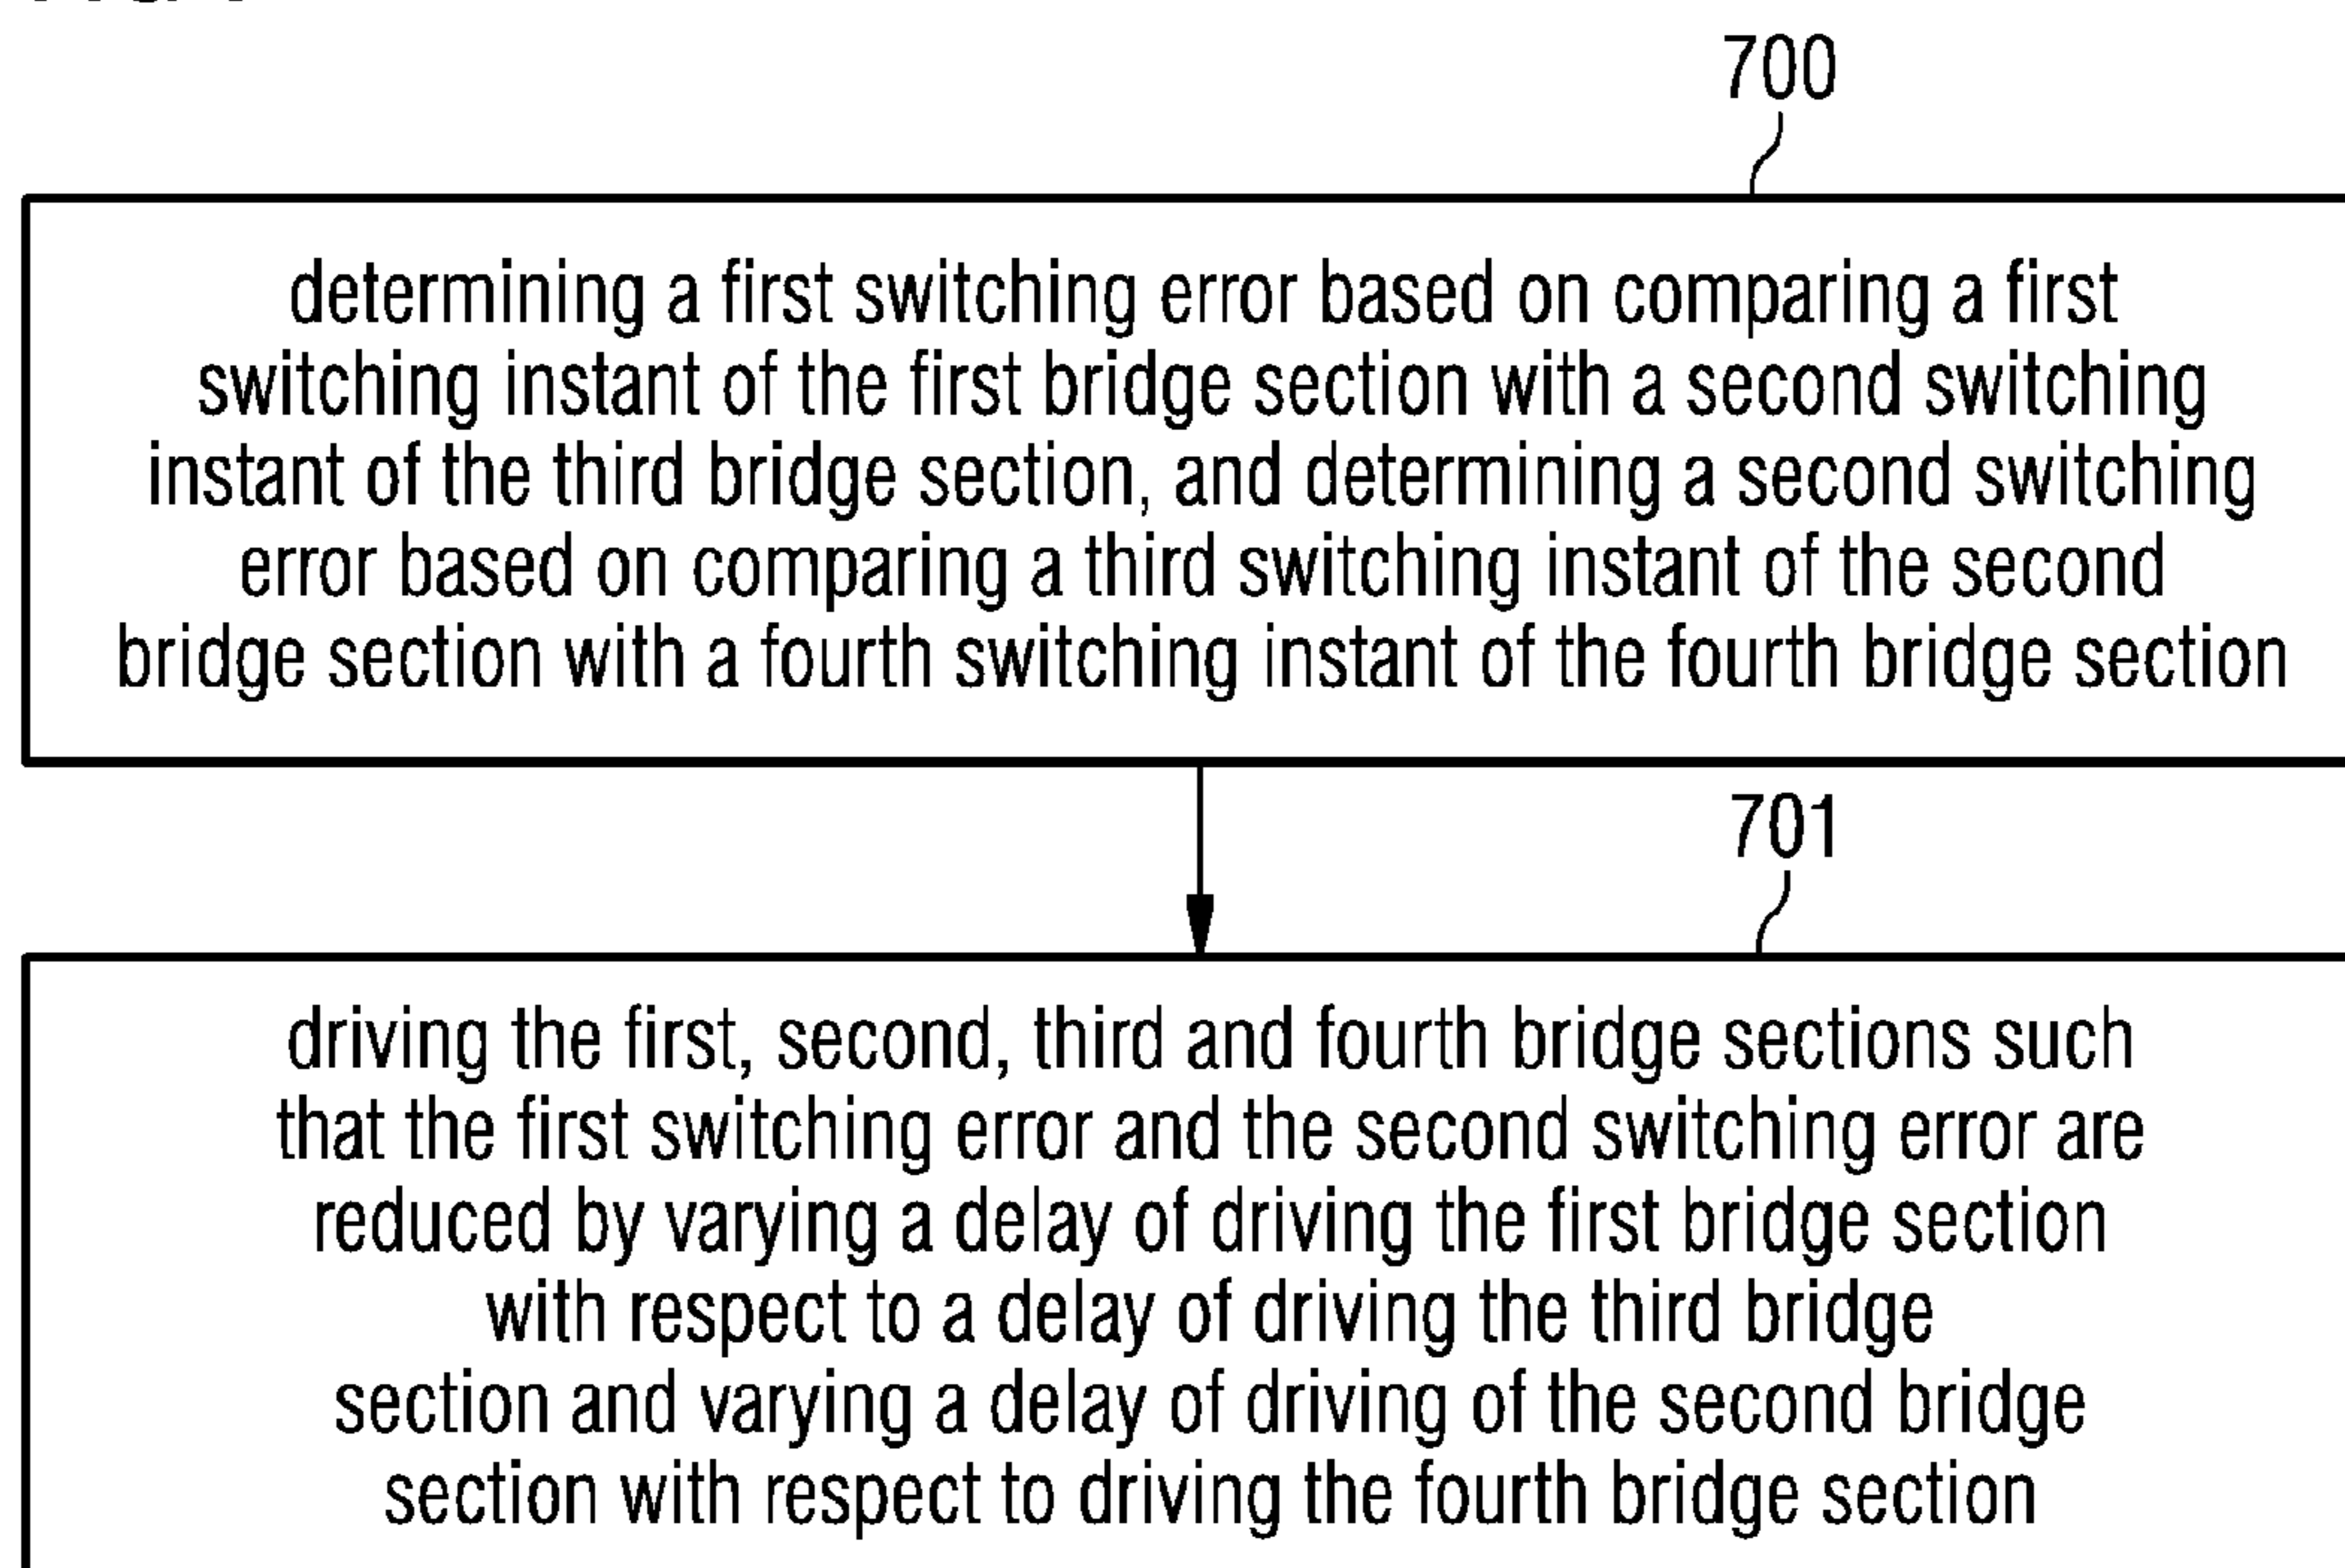 700
determining a first switching error based on comparing a first
switching instant of the first bridge section with a second switching
instant of the third bridge section, and determining a second switching
error based on comparing a third switching instant of the second
bridge section with a fourth switching instant of the fourth bridge section
701
driving the first, second, third and fourth bridge sections such
that the first switching error and the second switching error are
reduced by varying a delay of driving the first bridge section
with respect to a delay of driving the third bridge
section and varying a delay of driving of the second bridge
section with respect to driving the fourth bridge section